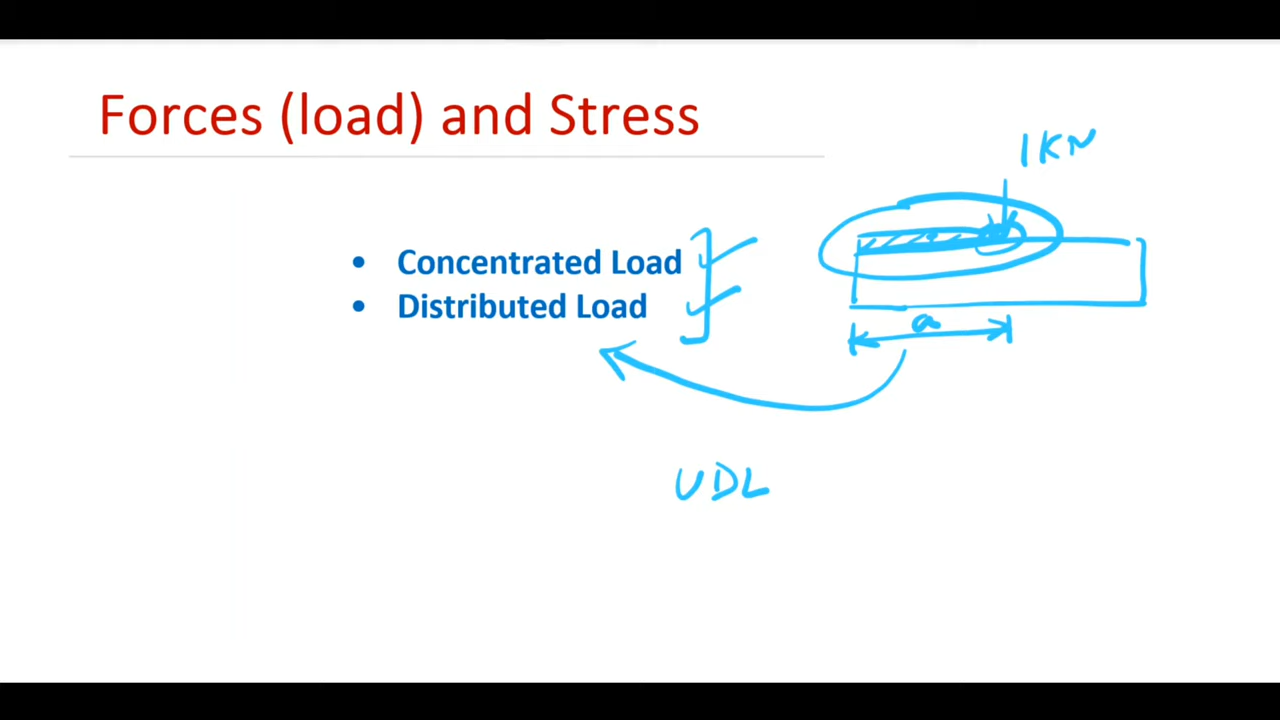 Forces (load) and Stress
1KN
• Concentrated Load
• Distributed Load
a
UDL